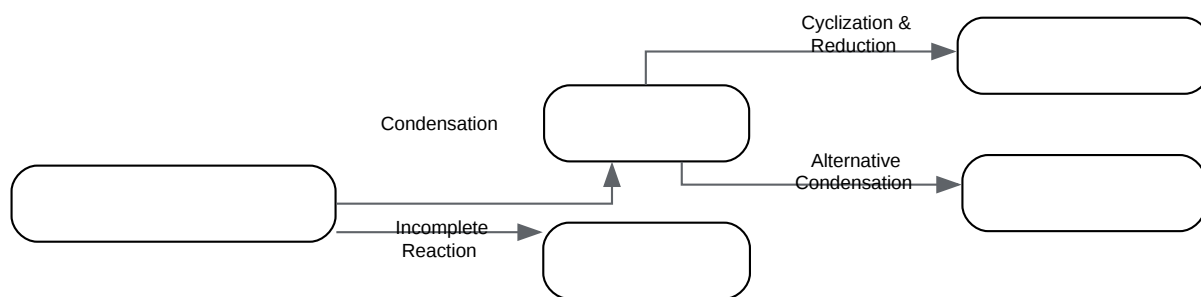 Cyclization &
Reduction
Condensation
Alternative
Condensation
Incomplete
Reaction